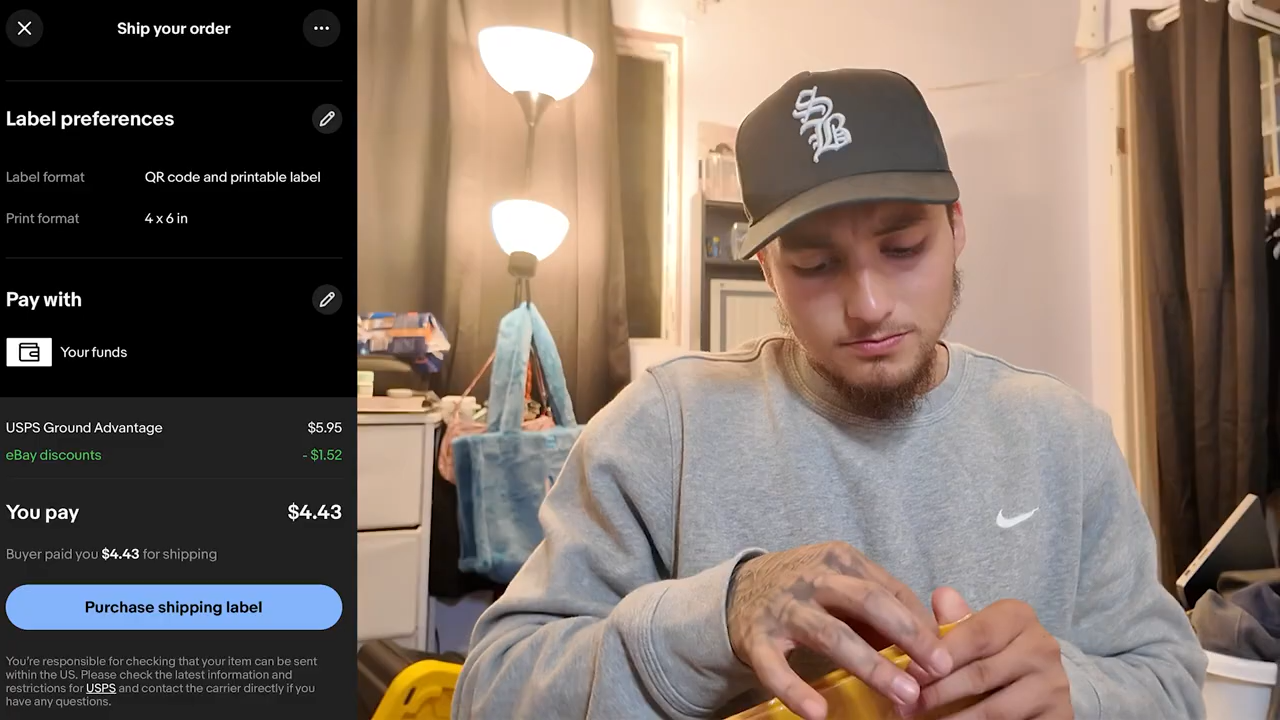 Ship your order
Label preferences
Label format QR code and printable label
Print format 4 x 6 in
Pay with
Your funds
USPS Ground Advantage $5.95
eBay discounts - $1.52
You pay $4.43
Buyer paid you $4.43 for shipping
Purchase shipping label
You're responsible for checking that your item can be sent
within the US. Please check the latest information and
restrictions for USPS and contact the carrier directly if you
have any questions.
SB